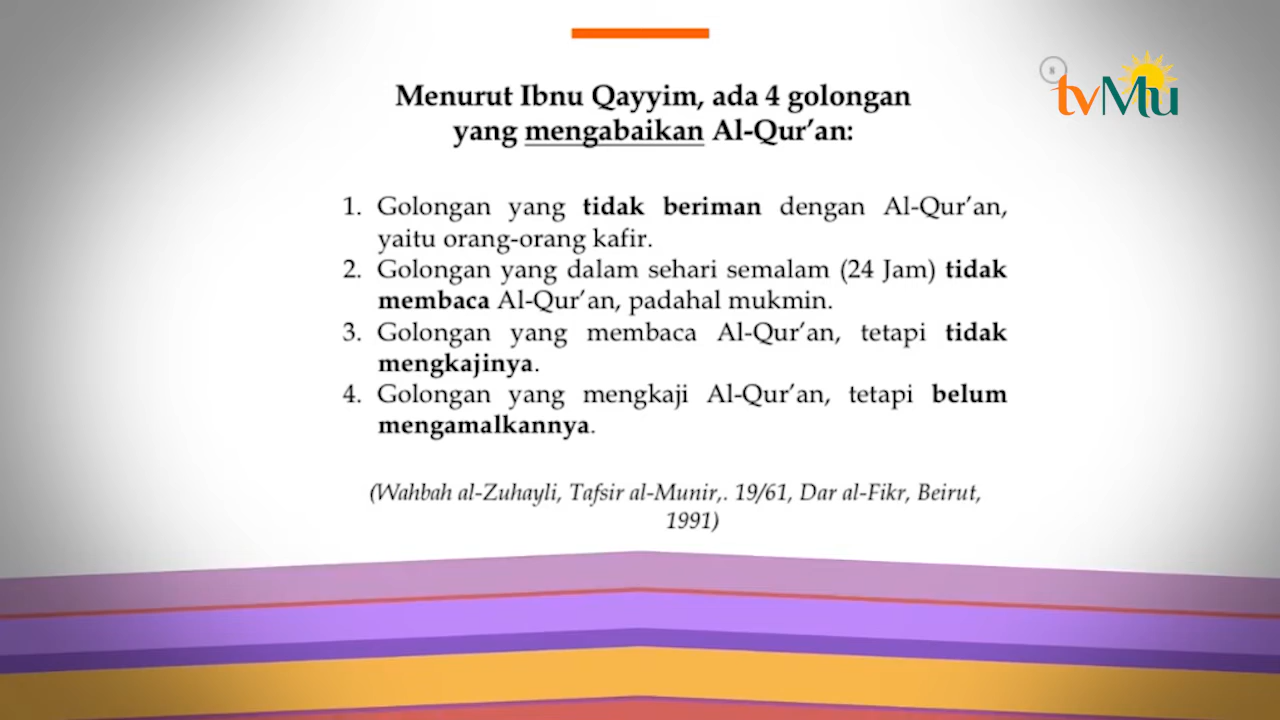 Menurut Ibnu Qayyim, ada 4 golongan
yang mengabaikan Al-Qur’an:
tvMu
1. Golongan yang tidak beriman dengan Al-Qur’an,
yaitu orang-orang kafir.
2. Golongan yang dalam sehari semalam (24 Jam) tidak
membaca Al-Qur’an, padahal mukmin.
3. Golongan yang membaca Al-Qur’an, tetapi tidak
mengkajinya.
4. Golongan yang mengkaji Al-Qur’an, tetapi belum
mengamalkannya.
(Wahbah al-Zuhayli, Tafsir al-Munir,. 19/61, Dar al-Fikr, Beirut,
1991)